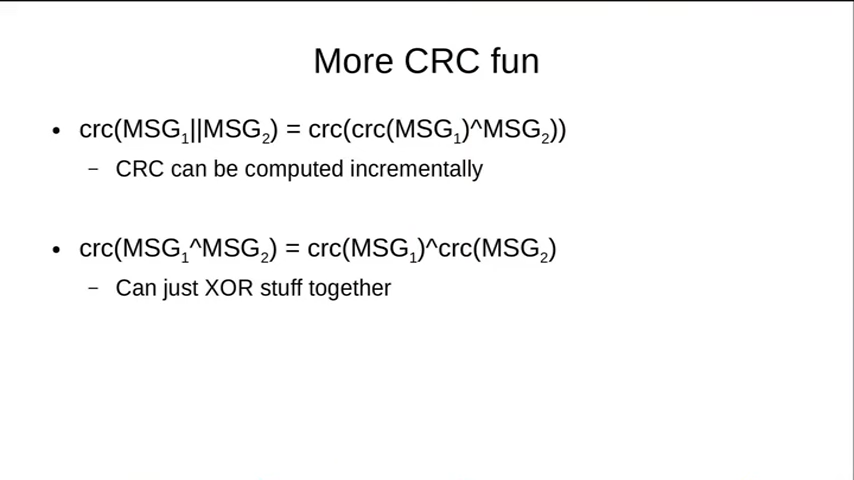 More CRC fun
• crc(MSG₁||MSG₂) = crc(crc(MSG₁)^MSG₂))
– CRC can be computed incrementally
• crc(MSG₁^MSG₂) = crc(MSG₁)^crc(MSG₂)
– Can just XOR stuff together